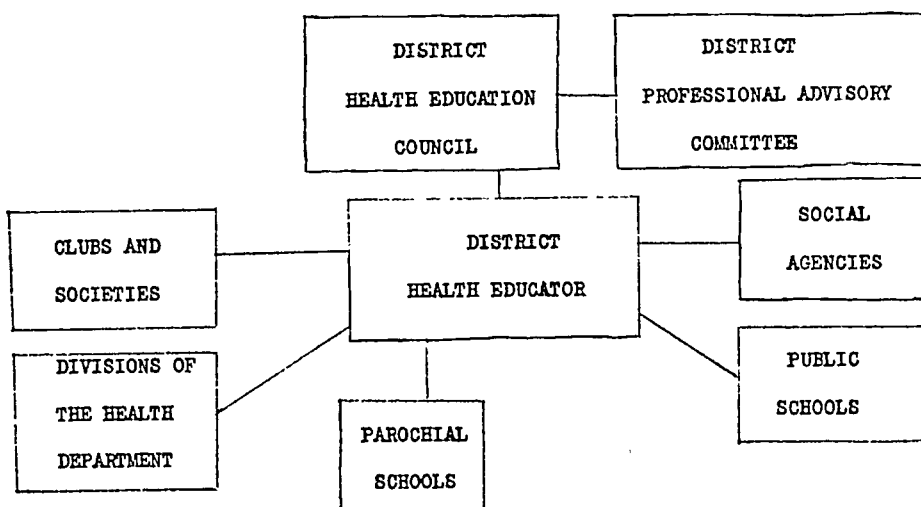 DISTRICT
HEALTH EDUCATION
COUNCIL
DISTRICT
PROFESSIONAL ADVISORY
COMMITTEE
CLUBS AND
SOCIETIES
DISTRICT
HEALTH EDUCATOR
SOCIAL
AGENCIES
DIVISIONS OF
THE HEALTH
DEPARTMENT
PAROCHIAL
SCHOOLS
PUBLIC
SCHOOLS